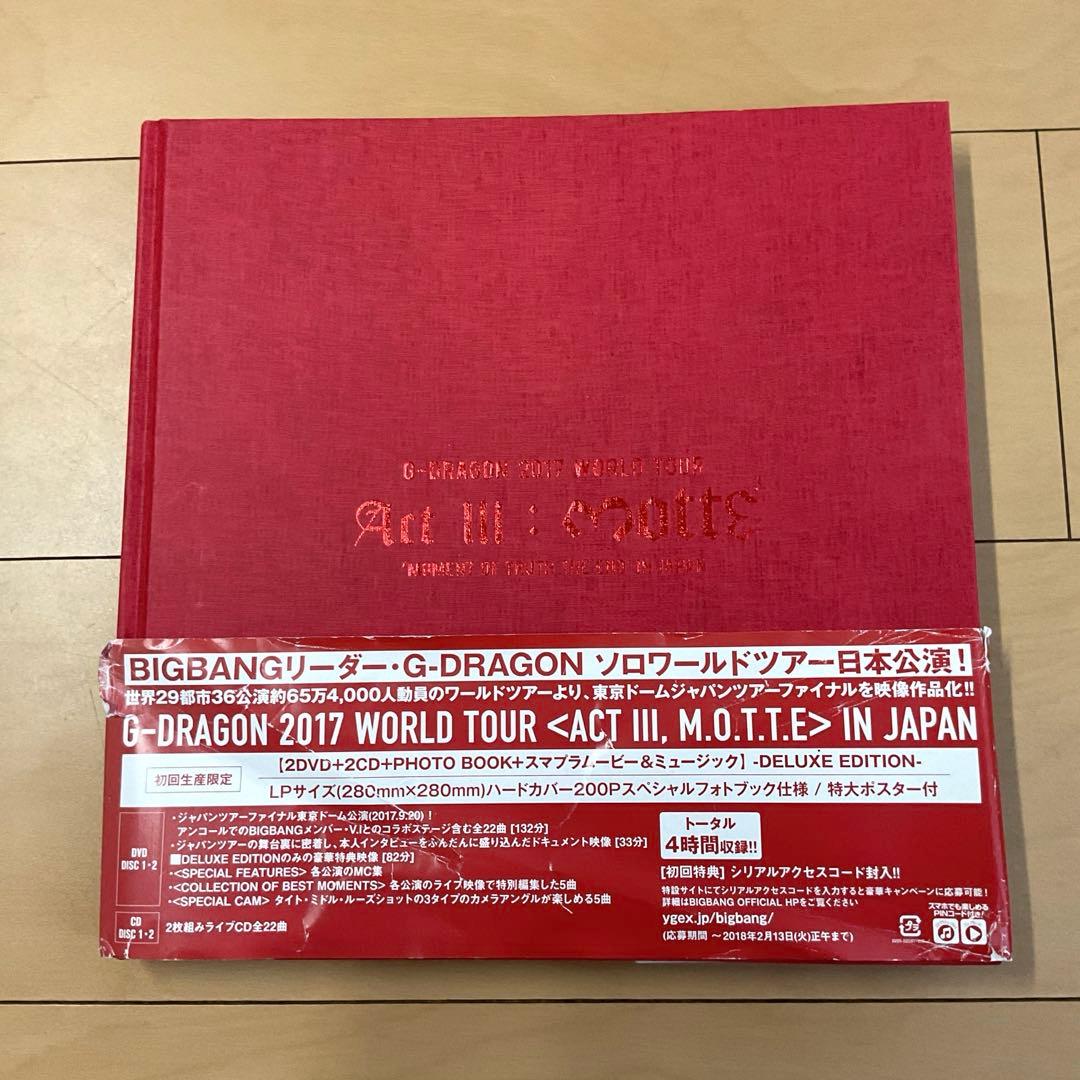 G-DRAGON 2017 WORLD TOUR
Act III : Motte
'MOMENT OF TRUTH THE END' IN JAPAN
BIGBANGリーダー・G-DRAGON ソロワールドツアー日本公演!
世界29都市36公演約65万4,000人動員のワールドツアーより、東京ドームジャパンツアーファイナルを映像作品化!!
G-DRAGON 2017 WORLD TOUR <ACT III, M.O.T.T.E> IN JAPAN
初回生産限定
【2DVD+2CD+PHOTO BOOK+スマプラムービー&ミュージック】 -DELUXE EDITION-
LPサイズ(280mm×280mm)ハードカバー200Pスペシャルフォトブック仕様 / 特大ポスター付
DVD
DISC 1・2
・ジャパンツアーファイナル東京ドーム公演(2017.9.20)!
アンコールでのBIGBANGメンバー・V.Iとのコラボステージ含む全22曲 [132分]
・ジャパンツアーの舞台裏に密着し、本人インタビューをふんだんに盛り込んだドキュメント映像 [33分]
■DELUXE EDITIONのみの豪華特典映像 [82分]
・<SPECIAL FEATURES> 各公演のMC集
・<COLLECTION OF BEST MOMENTS> 各公演のライブ映像で特別編集した5曲
・<SPECIAL CAM> タイト・ミドル・ルーズショットの3タイプのカメラアングルが楽しめる5曲
CD
DISC 1・2
2枚組みライブCD全22曲
トータル
4時間収録!!
[初回特典] シリアルアクセスコード封入!!
特設サイトにてシリアルアクセスコードを入力すると豪華キャンペーンに応募可能!
詳細はBIGBANG OFFICIAL HPをご覧ください
ygex.jp/bigbang/
(応募期間 ~2018年2月13日(火)正午まで)
スマホでも楽しめる
PINコード付き!